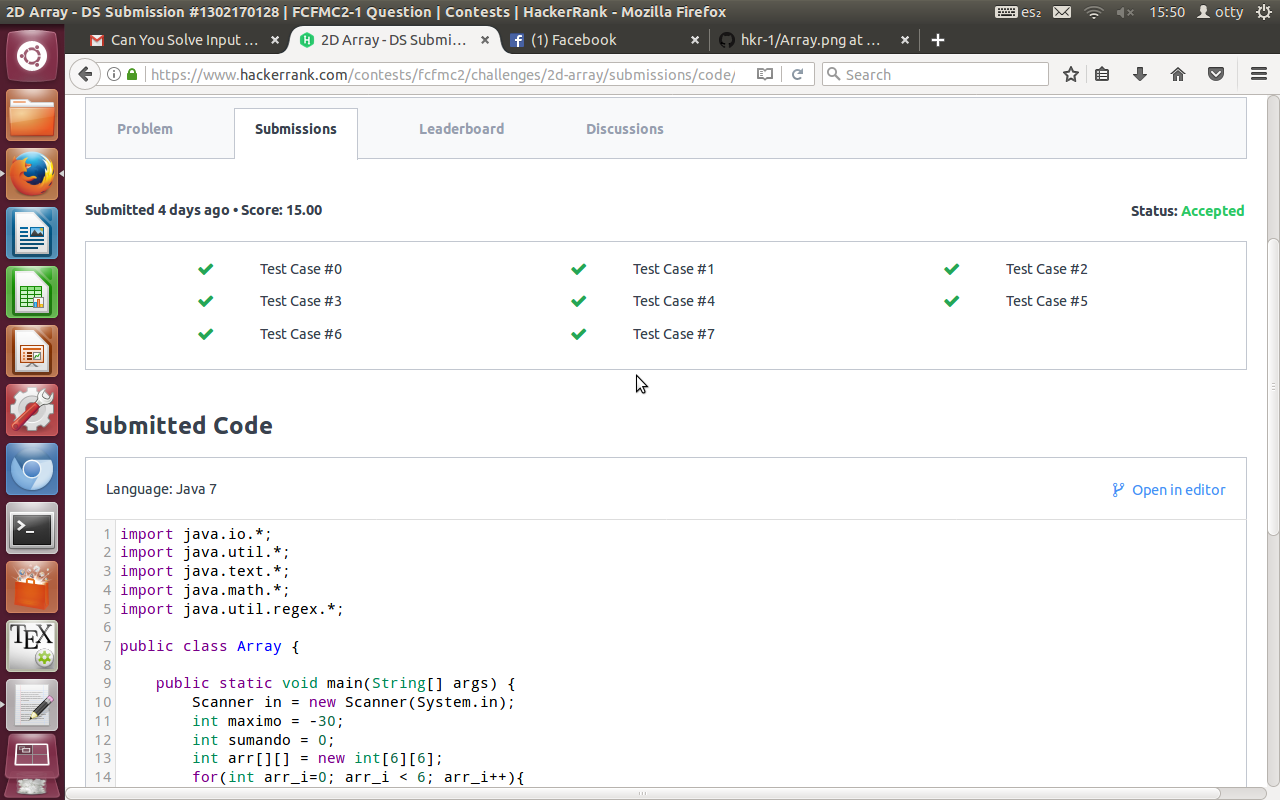 2D Array - DS Submission #1302170128 | FCFMC2-1 Question | Contests | HackerRank - Mozilla Firefox es₂ 15:50 otty
Can You Solve Input ... 2D Array - DS Submi... (1) Facebook hkr-1/Array.png at ...
https://www.hackerrank.com/contests/fcfmc2/challenges/2d-array/submissions/code/ Search
Problem Submissions Leaderboard Discussions
Submitted 4 days ago • Score: 15.00 Status: Accepted
Test Case #0 Test Case #1 Test Case #2
Test Case #3 Test Case #4 Test Case #5
Test Case #6 Test Case #7
Submitted Code
Language: Java 7 Open in editor
1 import java.io.*;
2 import java.util.*;
3 import java.text.*;
4 import java.math.*;
5 import java.util.regex.*;
6
7 public class Array {
8
9     public static void main(String[] args) {
10         Scanner in = new Scanner(System.in);
11         int maximo = -30;
12         int sumando = 0;
13         int arr[][] = new int[6][6];
14         for(int arr_i=0; arr_i < 6; arr_i++){
TEX